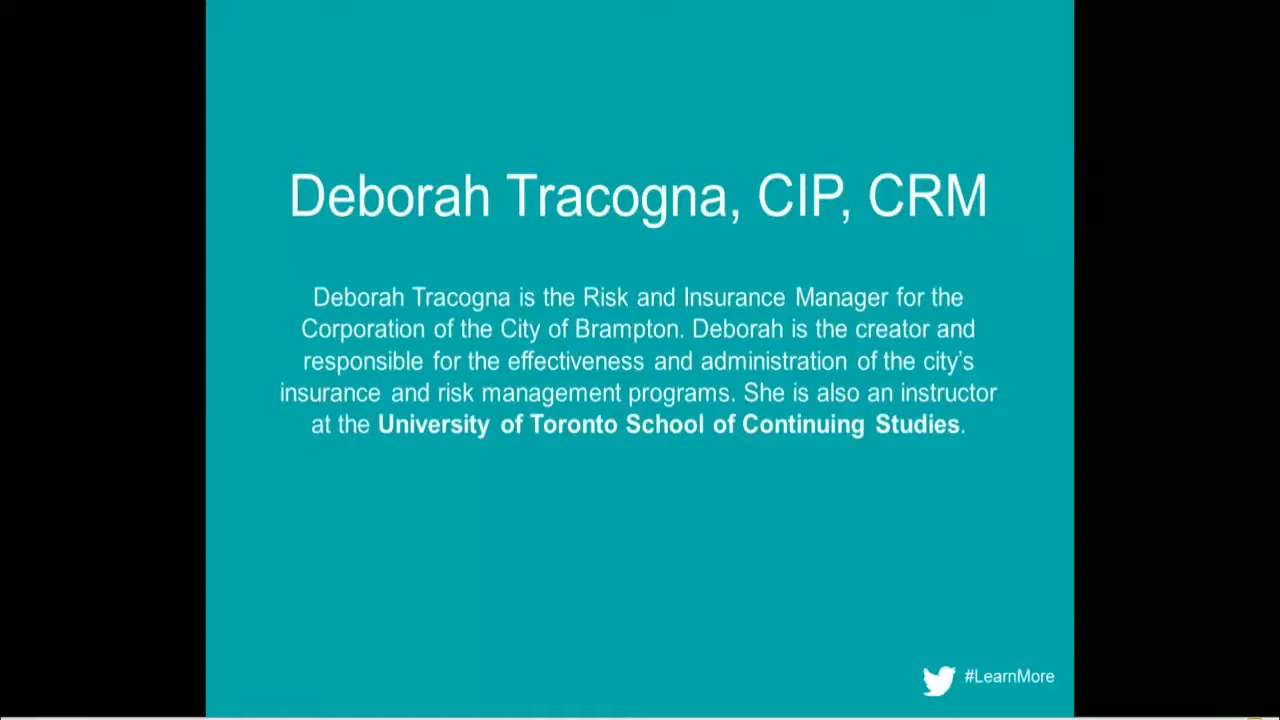 Deborah Tracogna, CIP, CRM
Deborah Tracogna is the Risk and Insurance Manager for the
Corporation of the City of Brampton. Deborah is the creator and
responsible for the effectiveness and administration of the city’s
insurance and risk management programs. She is also an instructor
at the University of Toronto School of Continuing Studies.
#LearnMore